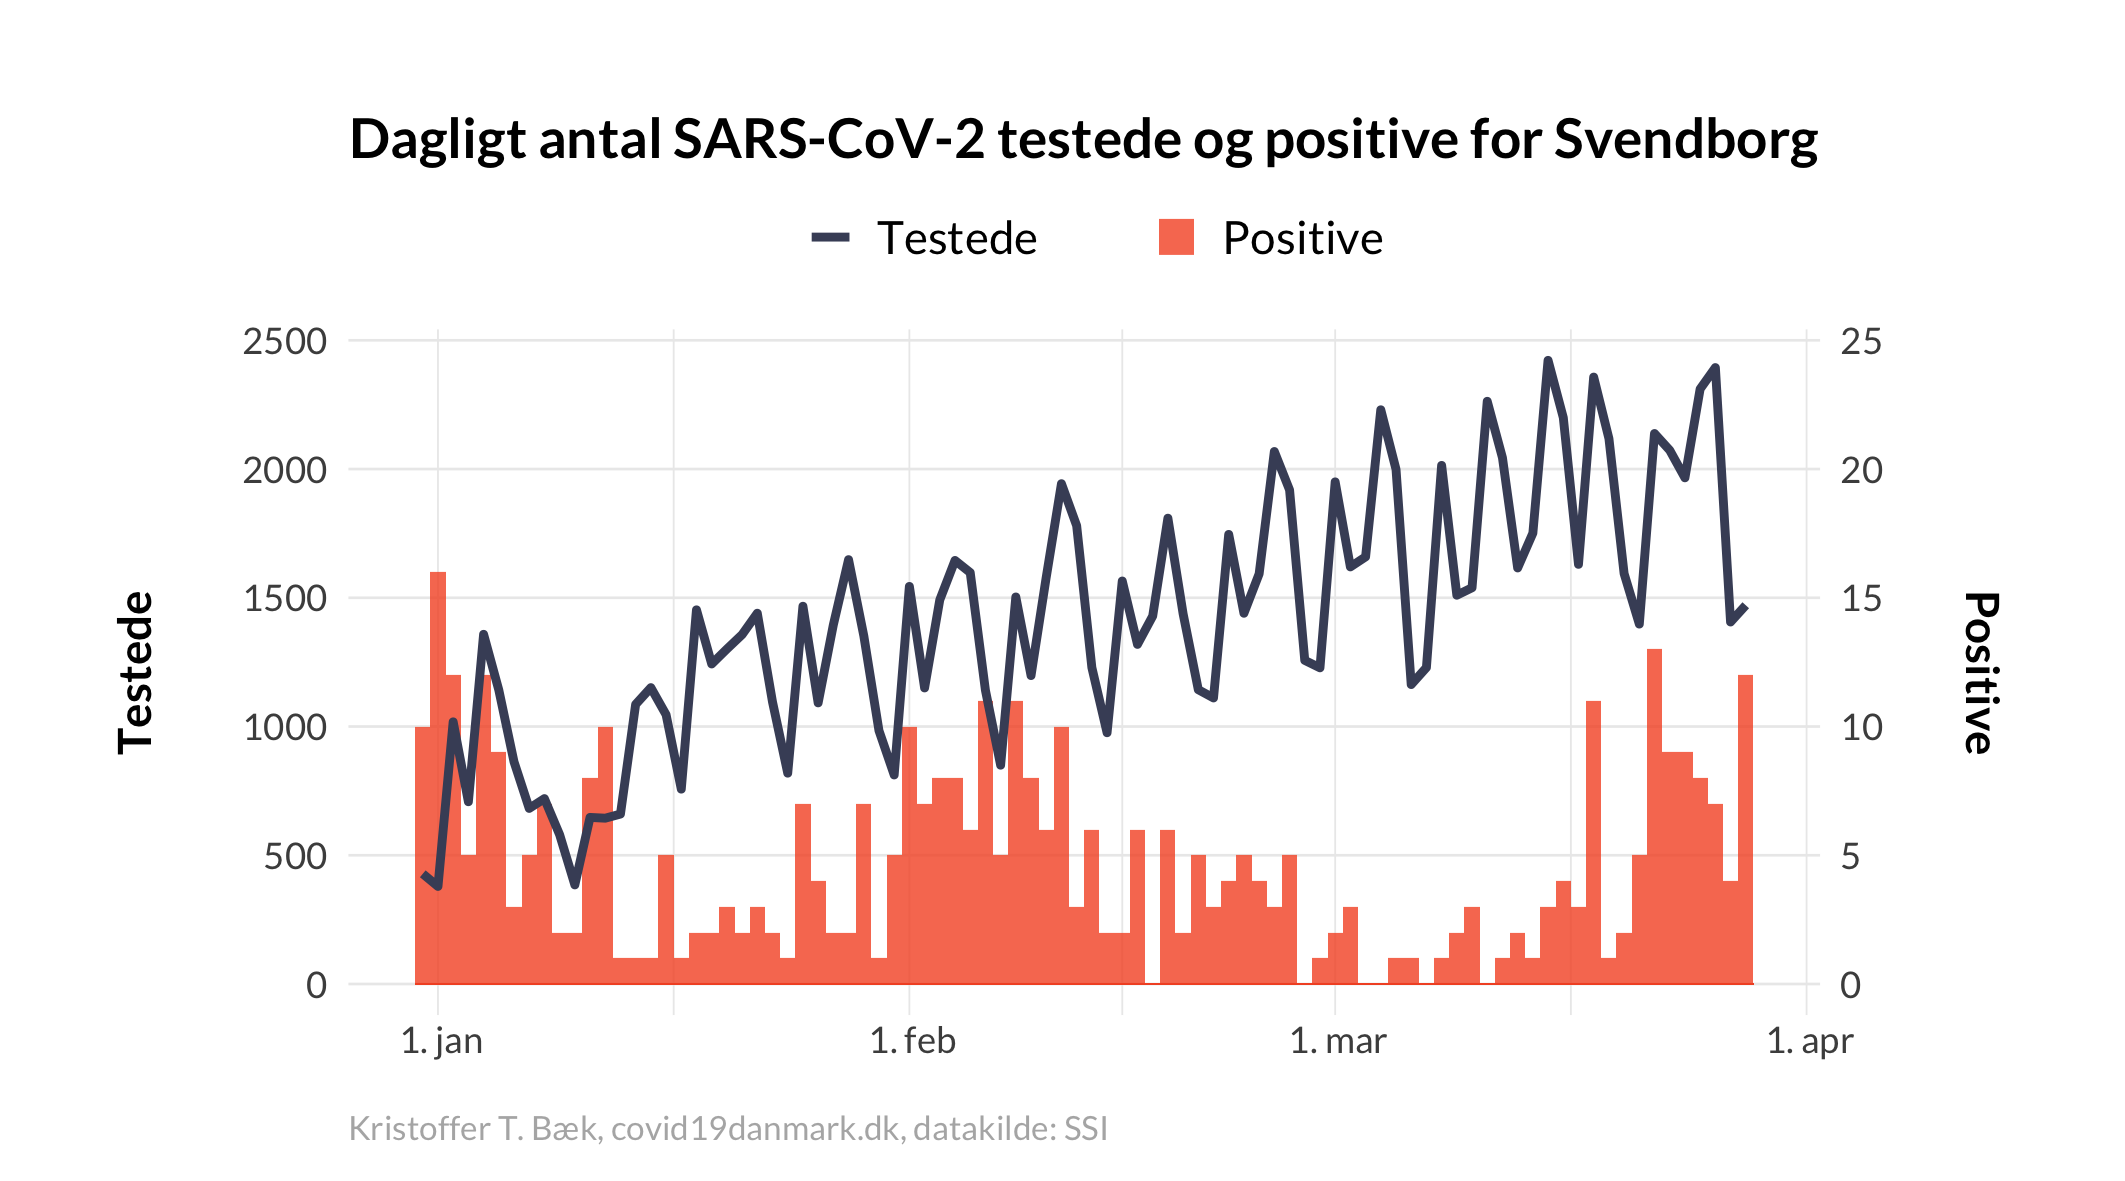 Dagligt antal SARS-CoV-2 testede og positive for Svendborg
Testede Positive
2500 25
2000 20
1500 15
1000 10
500 5
0 0
Testede
Positive
1. jan 1. feb 1. mar 1. apr
Kristoffer T. Bæk, covid19danmark.dk, datakilde: SSI